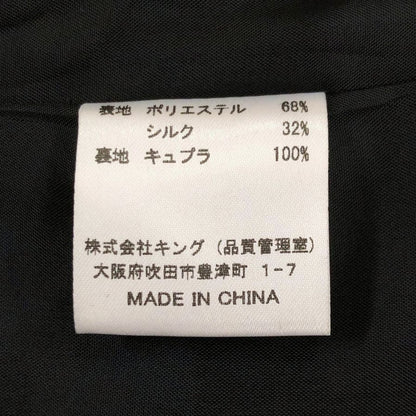 表地 ポリエステル 68%
シルク 32%
裏地 キュプラ 100%
株式会社キング(品質管理室)
大阪府吹田市豊津町 1-7
MADE IN CHINA